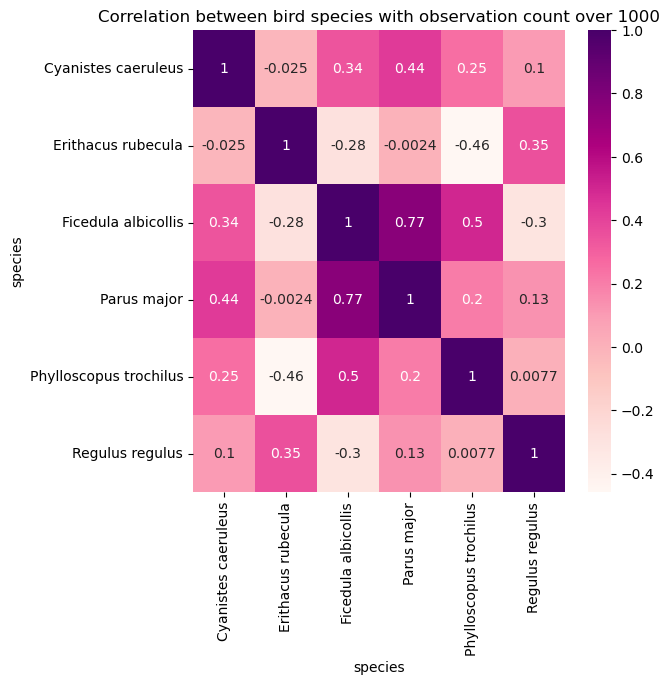 Correlation between bird species with observation count over 1000
Cyanistes caeruleus 1 -0.025 0.34 0.44 0.25 0.1
Erithacus rubecula -0.025 1 -0.28 -0.0024 -0.46 0.35
Ficedula albicollis 0.34 -0.28 1 0.77 0.5 -0.3
Parus major 0.44 -0.0024 0.77 1 0.2 0.13
Phylloscopus trochilus 0.25 -0.46 0.5 0.2 1 0.0077
Regulus regulus 0.1 0.35 -0.3 0.13 0.0077 1
species
Cyanistes caeruleus
Erithacus rubecula
Ficedula albicollis
Parus major
Phylloscopus trochilus
Regulus regulus
species
1.0
0.8
0.6
0.4
0.2
0.0
−0.2
−0.4